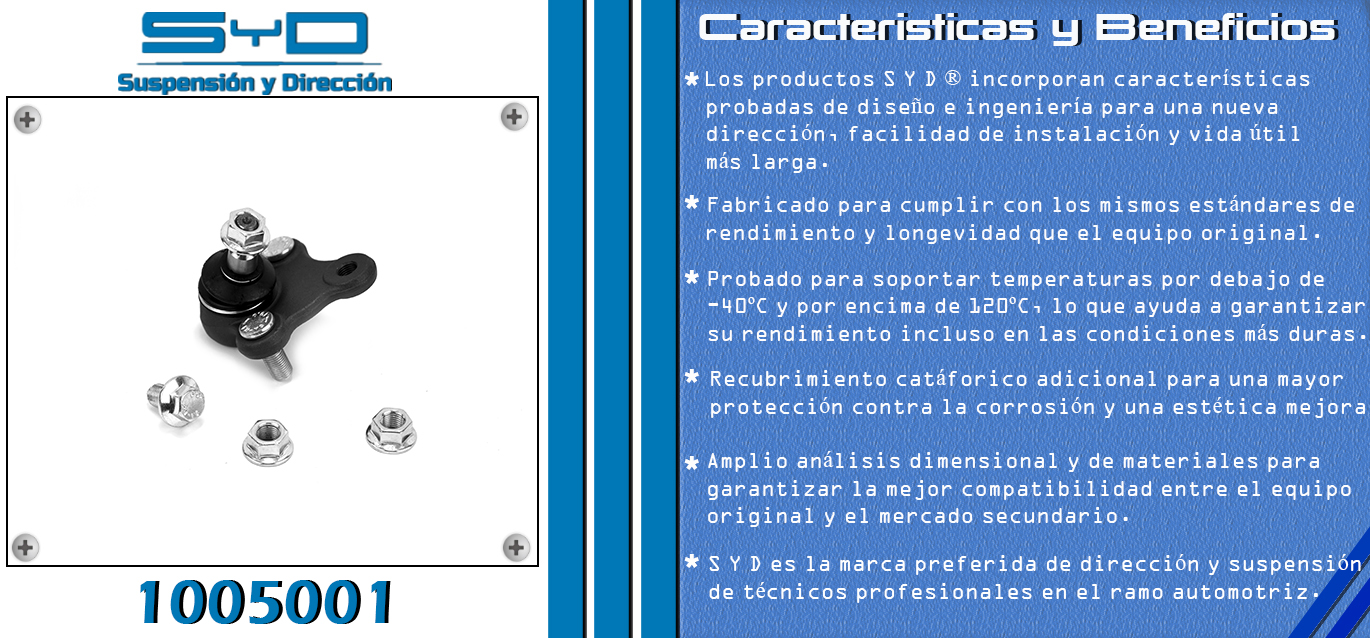 SYD
Suspensión y Dirección
1005001
Caracteristicas y Beneficios
* Los productos S Y D ® incorporan características
probadas de diseño e ingeniería para una nueva
dirección, facilidad de instalación y vida útil
más larga.
* Fabricado para cumplir con los mismos estándares de
rendimiento y longevidad que el equipo original.
* Probado para soportar temperaturas por debajo de
-40ºC y por encima de 120ºC, lo que ayuda a garantizar
su rendimiento incluso en las condiciones más duras.
* Recubrimiento catáforico adicional para una mayor
protección contra la corrosión y una estética mejora
* Amplio análisis dimensional y de materiales para
garantizar la mejor compatibilidad entre el equipo
original y el mercado secundario.
* S Y D es la marca preferida de dirección y suspensión
de técnicos profesionales en el ramo automotriz.